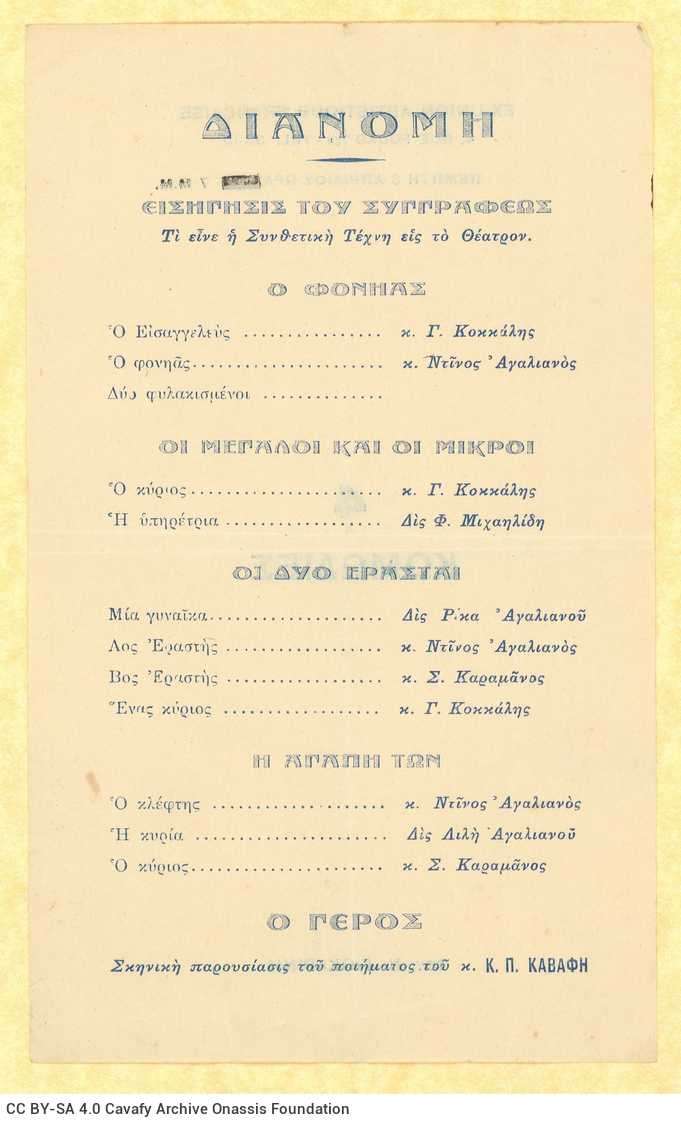 ΔΙΑΝΟΜΗ
ΕΙΣΗΓΗΣΙΣ ΤΟΥ ΣΥΓΓΡΑΦΕΩΣ
Τὶ εἶνε ἡ Συνθετικὴ Τέχνη εἰς τὸ Θέατρον.
Ο ΦΟΝΗΑΣ
Ὁ Εἰσαγγελεὺς ................ κ. Γ. Κοκκάλης
Ὁ φονηᾶς...................... κ. Ντῖνος Ἀγαλιανὸς
Δύο φυλακισμένοι ..............
ΟΙ ΜΕΓΑΛΟΙ ΚΑΙ ΟΙ ΜΙΚΡΟΙ
Ὁ κύριος...................... κ. Γ. Κοκκάλης
Ἡ ὑπηρέτρια .................. Δὶς Φ. Μιχαηλίδη
ΟΙ ΔΥΟ ΕΡΑΣΤΑΙ
Μία γυναῖκα.................... Δὶς Ρίκα Ἀγαλιανοῦ
Αος Ἐραστὴς .................. κ. Ντῖνος Ἀγαλιανὸς
Βος Ἐραστὴς .................. κ. Σ. Καραμᾶνος
Ἕνας κύριος .................. κ. Γ. Κοκκάλης
Η ΑΓΑΠΗ ΤΩΝ
Ὁ κλέφτης .................... κ. Ντῖνος Ἀγαλιανὸς
Ἡ κυρία ...................... Δὶς Λιλὴ Ἀγαλιανοῦ
Ὁ κύριος...................... κ. Σ. Καραμᾶνος
Ο ΓΕΡΟΣ
Σκηνικὴ παρουσίασις τοῦ ποιήματος τοῦ κ. Κ. Π. ΚΑΒΑΦΗ
CC BY-SA 4.0 Cavafy Archive Onassis Foundation